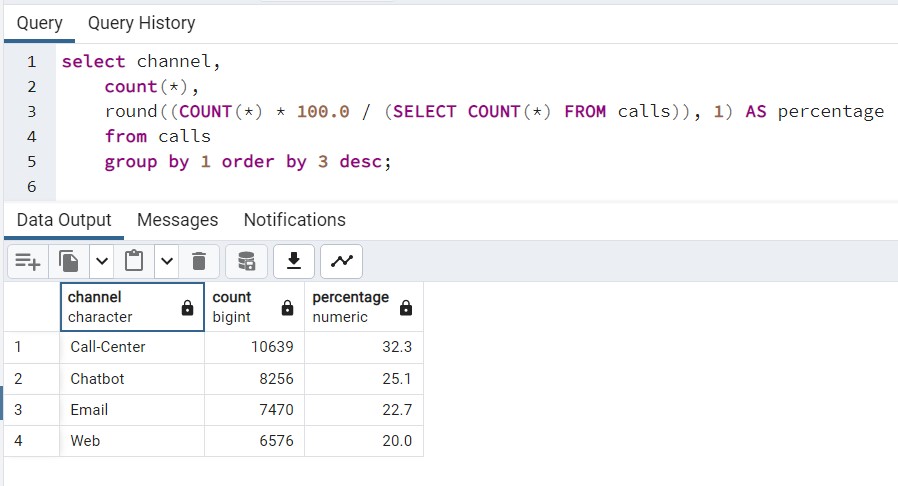 Query Query History
1 select channel,
2 count(*),
3 round((COUNT(*) * 100.0 / (SELECT COUNT(*) FROM calls)), 1) AS percentage
4 from calls
5 group by 1 order by 3 desc;
6
Data Output Messages Notifications
channel count percentage
character bigint numeric
1 Call-Center 10639 32.3
2 Chatbot 8256 25.1
3 Email 7470 22.7
4 Web 6576 20.0